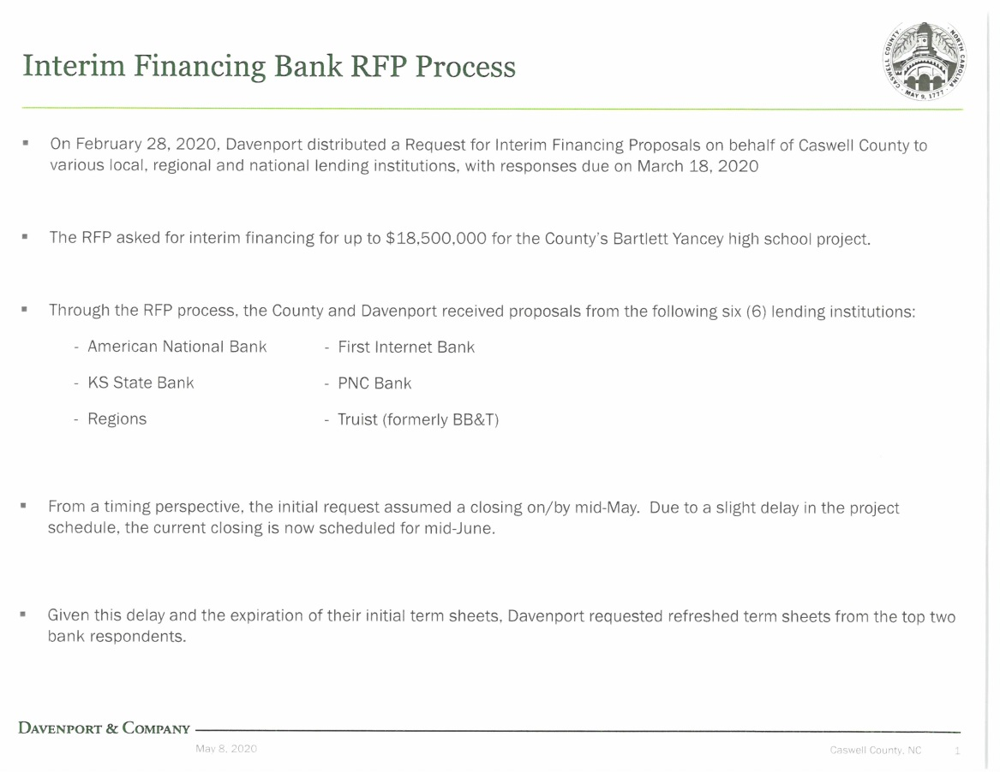 Interim Financing Bank RFP Process
CASWELL COUNTY, NORTH CAROLINA
MAY 9, 1777
▪ On February 28, 2020, Davenport distributed a Request for Interim Financing Proposals on behalf of Caswell County to
various local, regional and national lending institutions, with responses due on March 18, 2020
▪ The RFP asked for interim financing for up to $18,500,000 for the County's Bartlett Yancey high school project.
▪ Through the RFP process, the County and Davenport received proposals from the following six (6) lending institutions:
- American National Bank - First Internet Bank
- KS State Bank - PNC Bank
- Regions - Truist (formerly BB&T)
▪ From a timing perspective, the initial request assumed a closing on/by mid-May. Due to a slight delay in the project
schedule, the current closing is now scheduled for mid-June.
▪ Given this delay and the expiration of their initial term sheets, Davenport requested refreshed term sheets from the top two
bank respondents.
DAVENPORT & COMPANY
May 8, 2020 Caswell County, NC 1